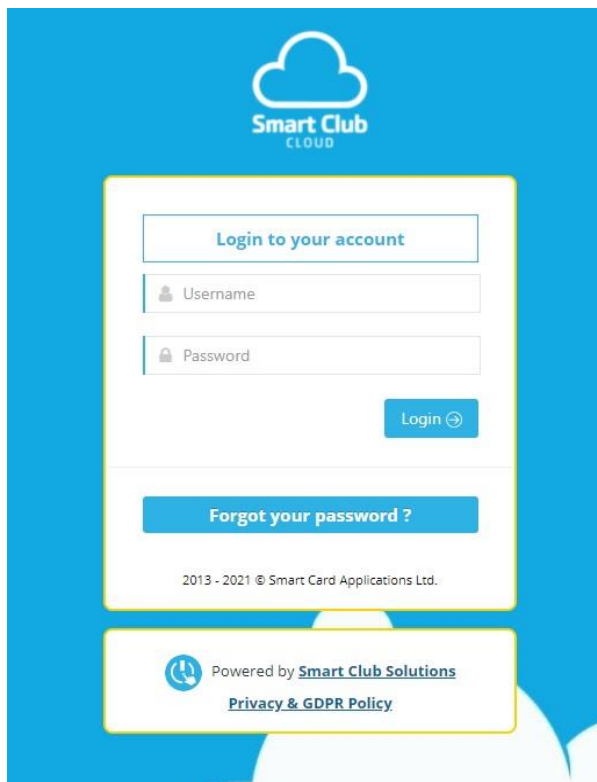 Smart Club
CLOUD
Login to your account
Username
Password
Login
Forgot your password ?
2013 - 2021 © Smart Card Applications Ltd.
Powered by Smart Club Solutions
Privacy & GDPR Policy